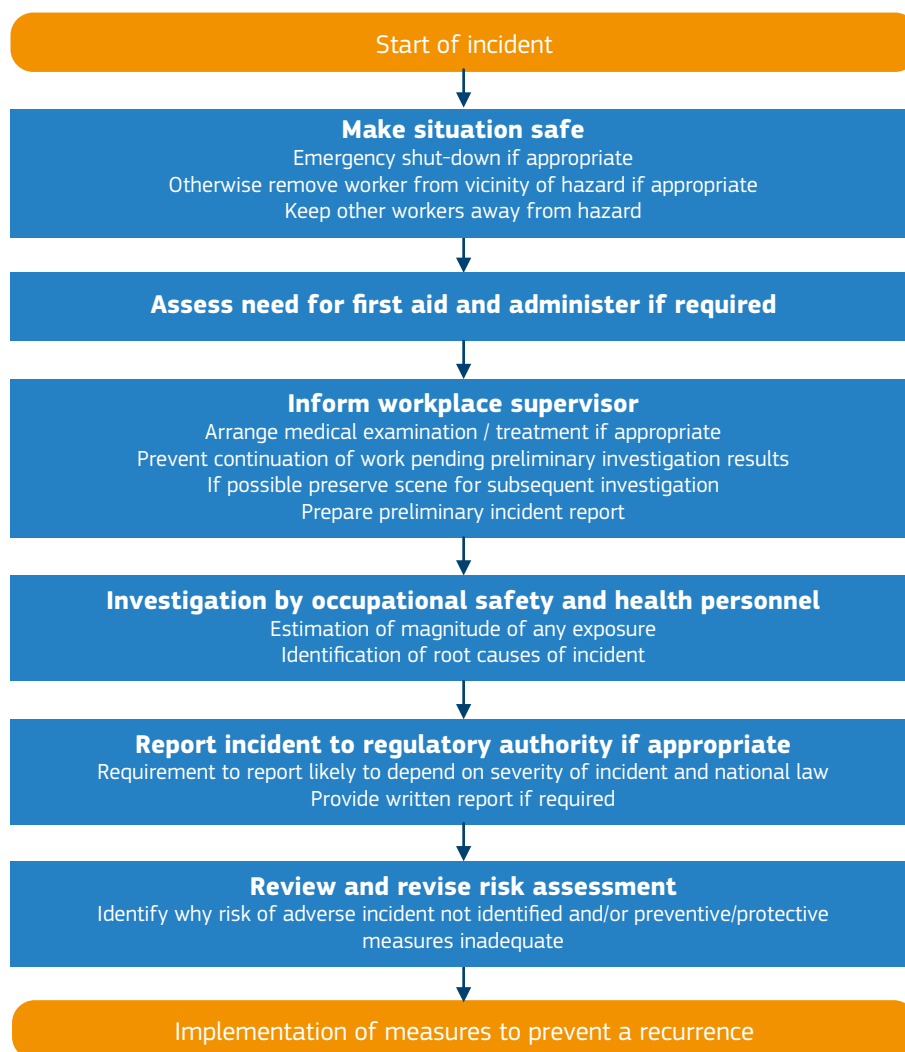 Start of incident
Make situation safe
Emergency shut-down if appropriate
Otherwise remove worker from vicinity of hazard if appropriate
Keep other workers away from hazard
Assess need for first aid and administer if required
Inform workplace supervisor
Arrange medical examination / treatment if appropriate
Prevent continuation of work pending preliminary investigation results
If possible preserve scene for subsequent investigation
Prepare preliminary incident report
Investigation by occupational safety and health personnel
Estimation of magnitude of any exposure
Identification of root causes of incident
Report incident to regulatory authority if appropriate
Requirement to report likely to depend on severity of incident and national law
Provide written report if required
Review and revise risk assessment
Identify why risk of adverse incident not identified and/or preventive/protective
measures inadequate
Implementation of measures to prevent a recurrence